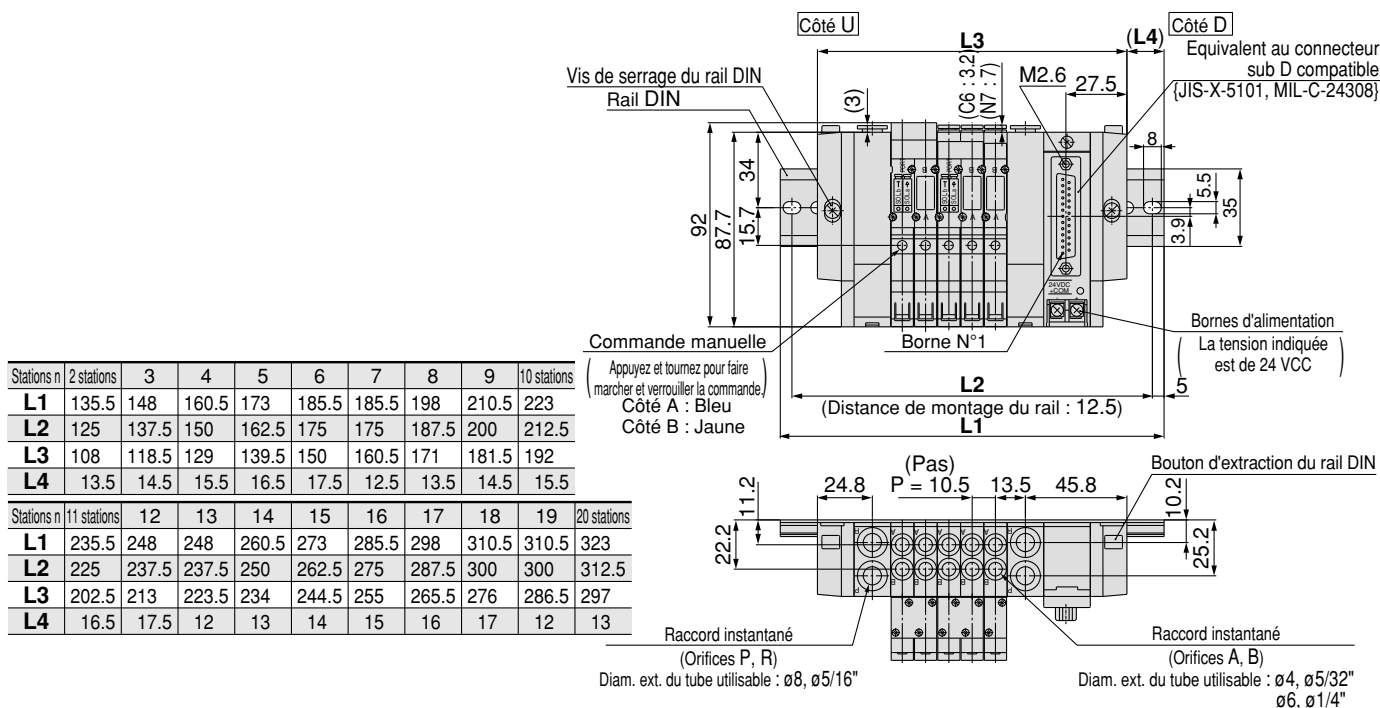 Côté U
Côté D
L3
(L4)
Equivalent au connecteur
sub D compatible
{JIS-X-5101, MIL-C-24308}
Vis de serrage du rail DIN
Rail DIN
(3)
(C6 : 3.2)
(N7 : 7)
M2.6
27.5
8
34
15.7
92
87.7
5.5
3.9
35
24VDC
+COM
Commande manuelle
(Appuyez et tournez pour faire
marcher et verrouiller la commande.)
Côté A : Bleu
Côté B : Jaune
Borne N°1
Bornes d'alimentation
(La tension indiquée
est de 24 VCC)
L2
5
(Distance de montage du rail : 12.5)
L1
Stations n 2 stations 3 4 5 6 7 8 9 10 stations
L1 135.5 148 160.5 173 185.5 185.5 198 210.5 223
L2 125 137.5 150 162.5 175 175 187.5 200 212.5
L3 108 118.5 129 139.5 150 160.5 171 181.5 192
L4 13.5 14.5 15.5 16.5 17.5 12.5 13.5 14.5 15.5
Stations n 11 stations 12 13 14 15 16 17 18 19 20 stations
L1 235.5 248 248 260.5 273 285.5 298 310.5 310.5 323
L2 225 237.5 237.5 250 262.5 275 287.5 300 300 312.5
L3 202.5 213 223.5 234 244.5 255 265.5 276 286.5 297
L4 16.5 17.5 12 13 14 15 16 17 12 13
(Pas)
24.8
P = 10.5
13.5
45.8
Bouton d'extraction du rail DIN
11.2
22.2
10.2
25.2
Raccord instantané
(Orifices P, R)
Diam. ext. du tube utilisable : ø8, ø5/16"
Raccord instantané
(Orifices A, B)
Diam. ext. du tube utilisable : ø4, ø5/32"
ø6, ø1/4"